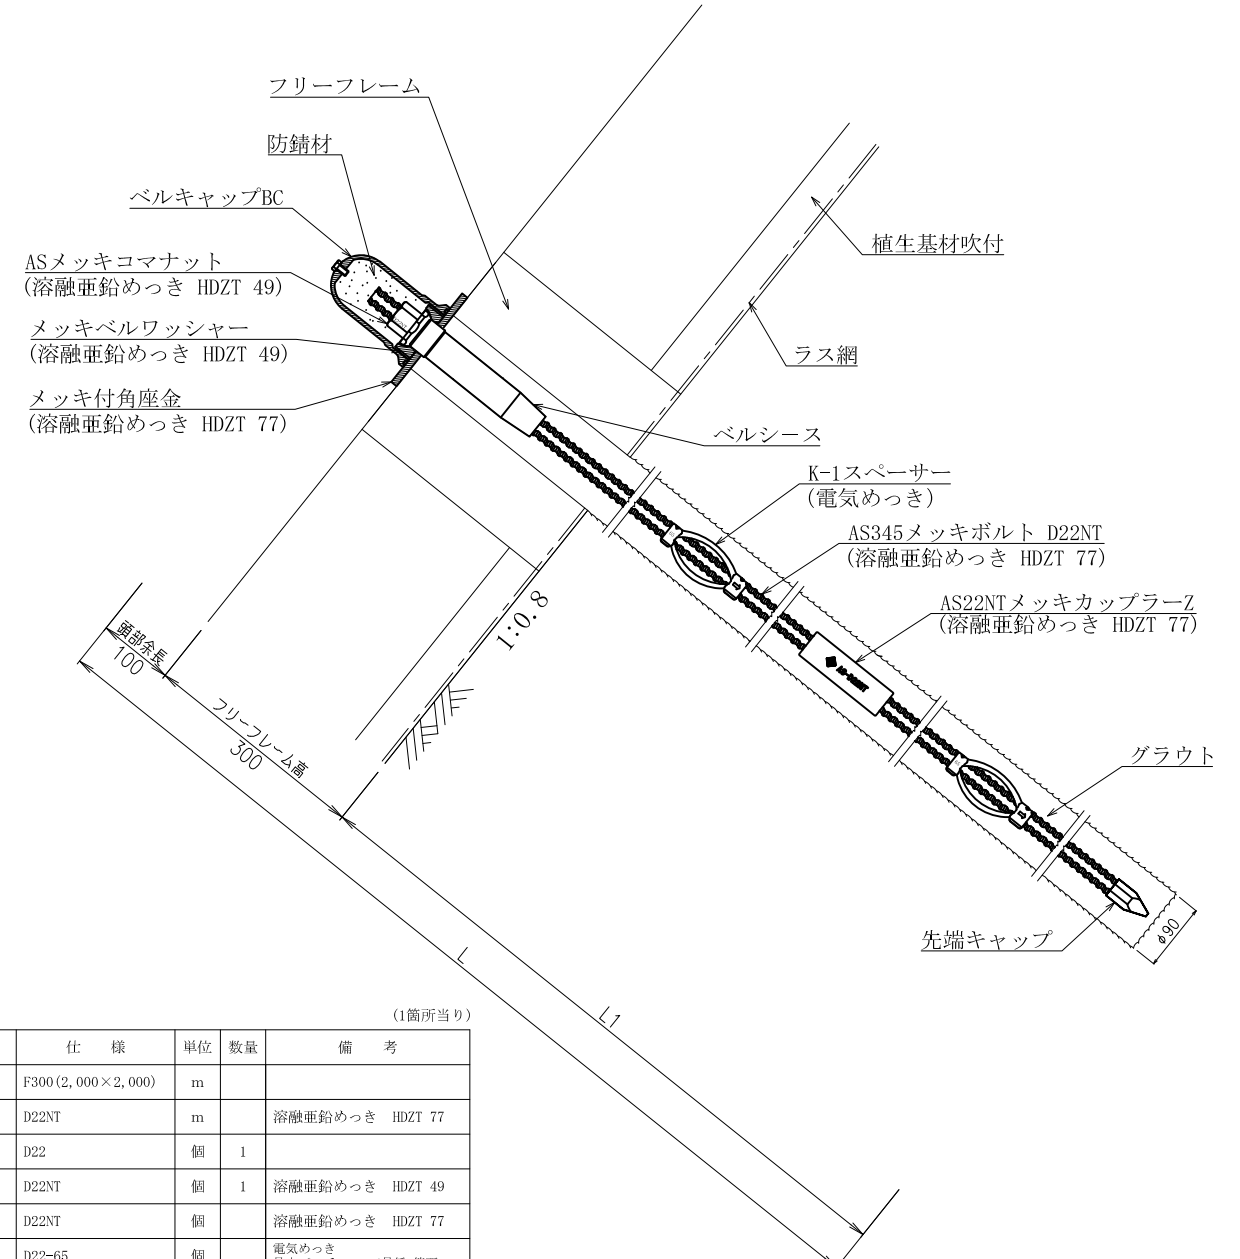 フリーフレーム
防錆材
ベルキャップBC
ASメッキコマナット
(溶融亜鉛めっき HDZT 49)
メッキベルワッシャー
(溶融亜鉛めっき HDZT 49)
メッキ付角座金
(溶融亜鉛めっき HDZT 77)
植生基材吹付
ラス網
ベルシース
K-1スペーサー
(電気めっき)
AS345メッキボルト D22NT
(溶融亜鉛めっき HDZT 77)
AS22NTメッキカップラーZ
(溶融亜鉛めっき HDZT 77)
グラウト
先端キャップ
φ90
1:0.8
頭部余長
100
フリーフレーム高
300
L
L1
(1箇所当り)
仕 様 単位 数量 備 考
F300(2,000×2,000) m
D22NT m 溶融亜鉛めっき HDZT 77
D22 個 1
D22NT 個 1 溶融亜鉛めっき HDZT 49
D22NT 個 溶融亜鉛めっき HDZT 77
D22-65 個 電気めっき